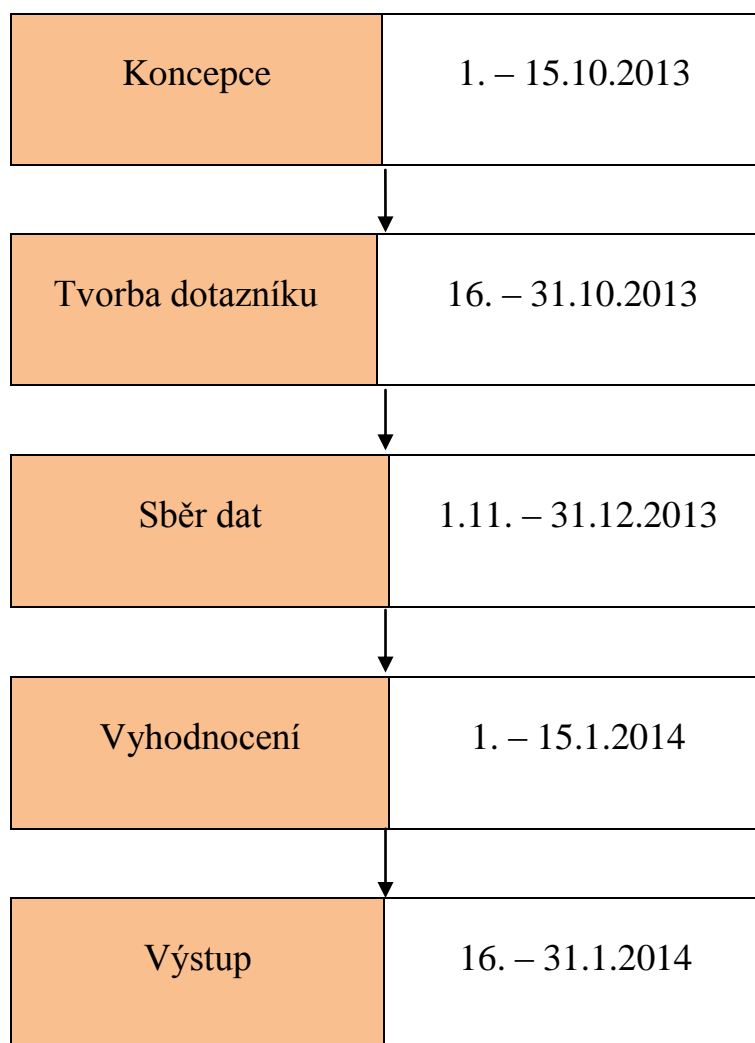 Koncepce 1. – 15.10.2013
Tvorba dotazníku 16. – 31.10.2013
Sběr dat 1.11. – 31.12.2013
Vyhodnocení 1. – 15.1.2014
Výstup 16. – 31.1.2014